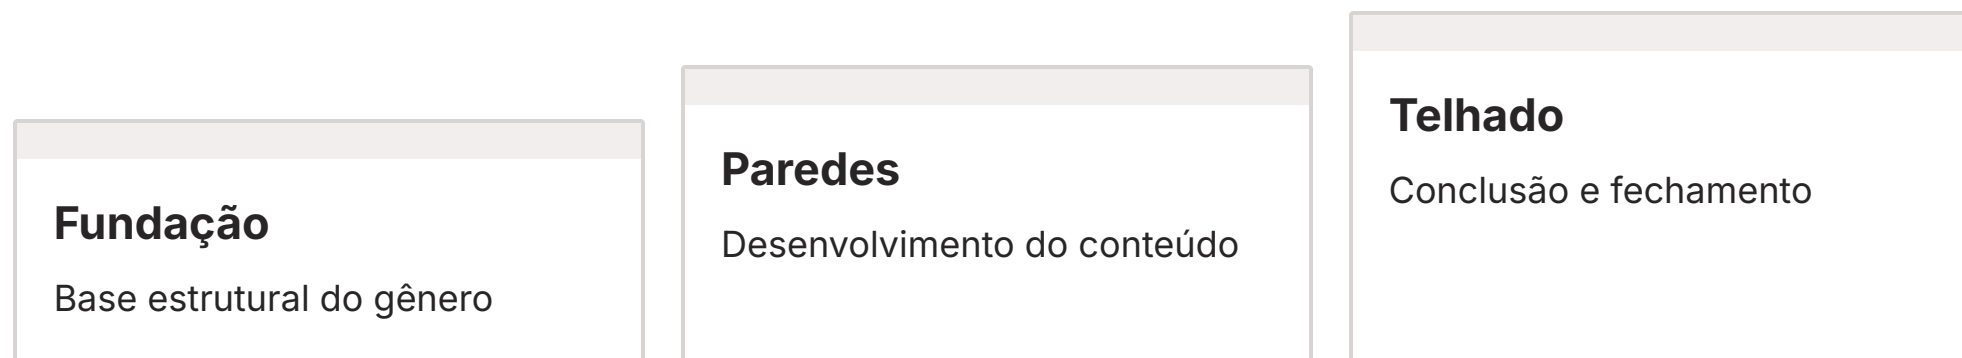 Fundação
Base estrutural do gênero
Paredes
Desenvolvimento do conteúdo
Telhado
Conclusão e fechamento